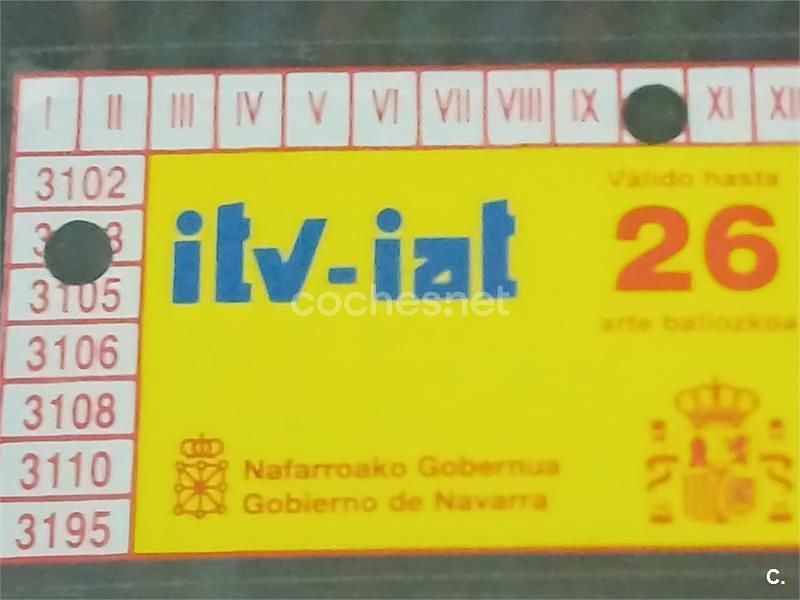 I II III IV V VI VII VIII IX XI XII
3102
Valido hasta
itv-iat
26
3105
coches.net
arte baliozkoa
3106
3108
Nafarroako Gobernua
3110
Gobierno de Navarra
3195
C.